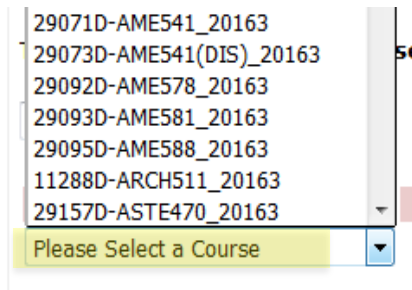 29071D-AME541_20163
29073D-AME541(DIS)_20163
29092D-AME578_20163
29093D-AME581_20163
29095D-AME588_20163
11288D-ARCH511_20163
29157D-ASTE470_20163
Please Select a Course